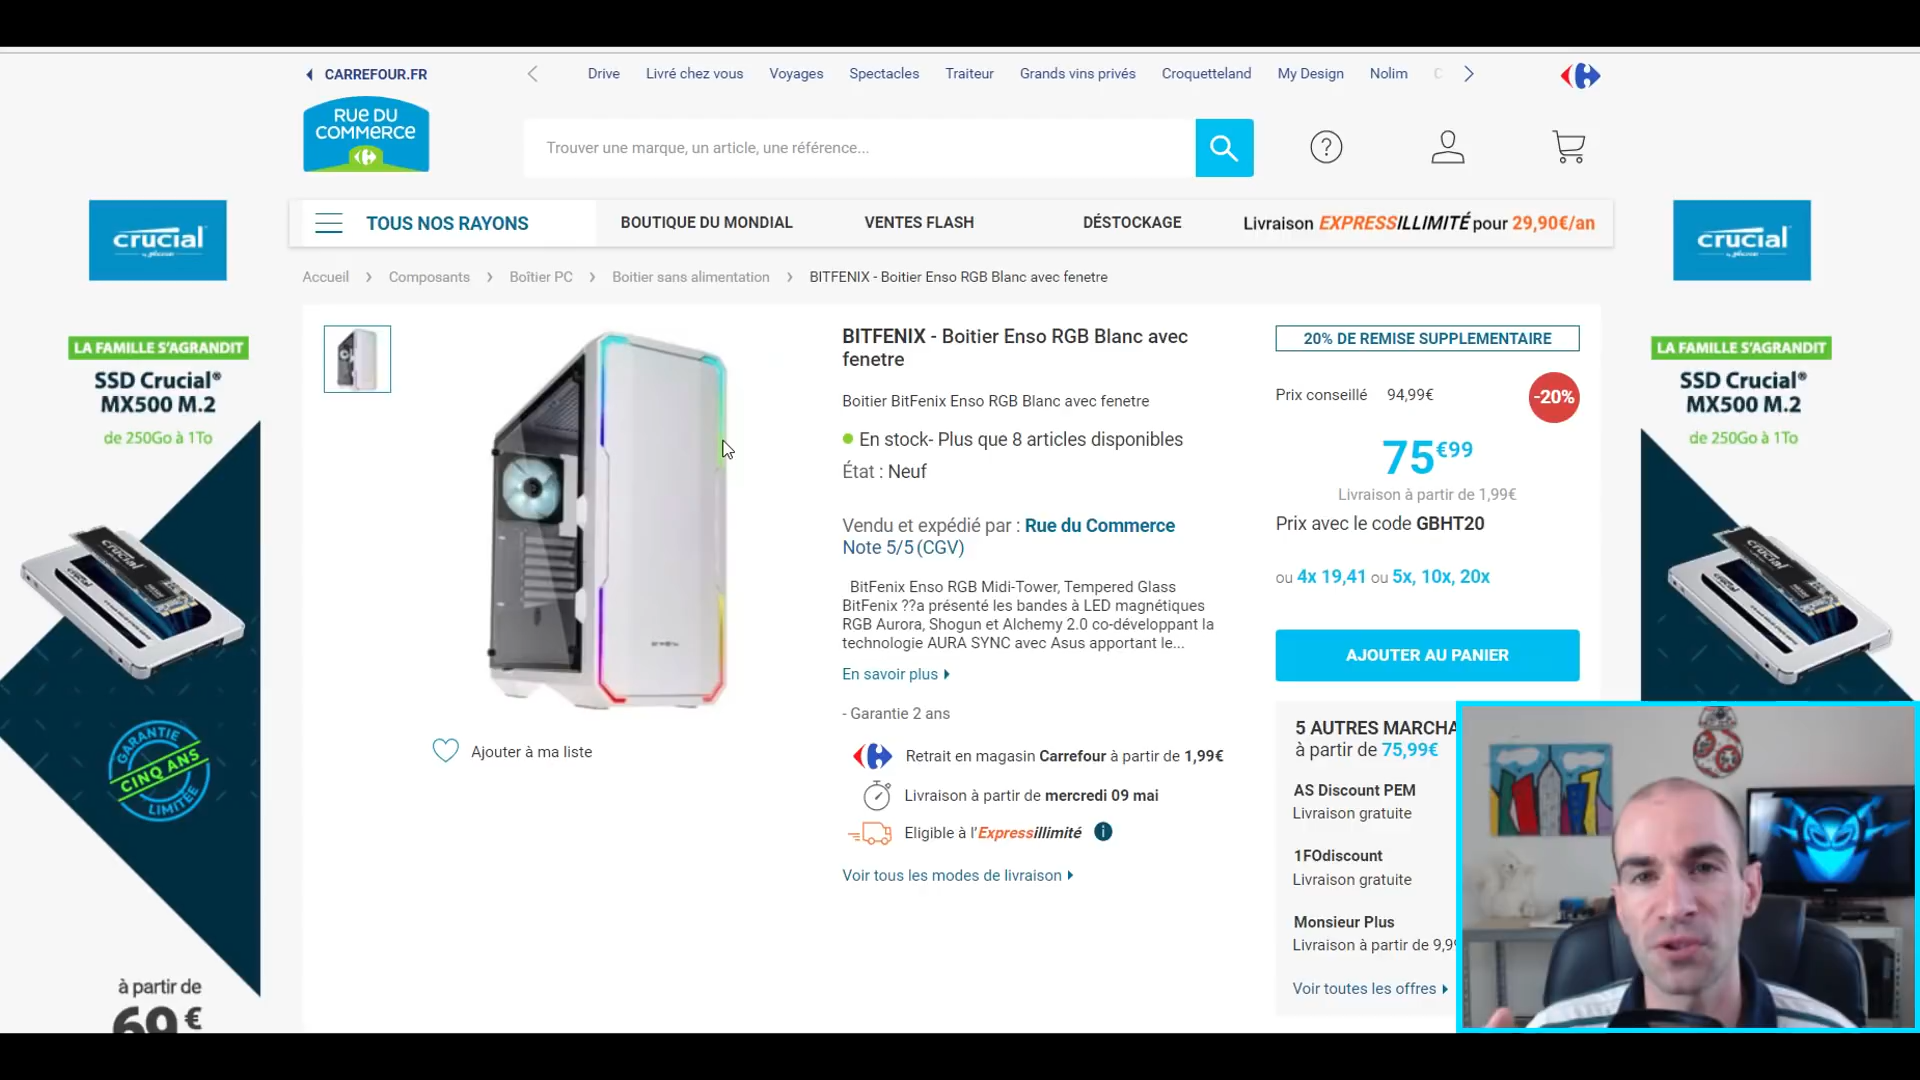 CARREFOUR.FR
Drive Livré chez vous Voyages Spectacles Traiteur Grands vins privés Croquetteland My Design Nolim
RUE DU
COMMERCE
Trouver une marque, un article, une référence...
TOUS NOS RAYONS
BOUTIQUE DU MONDIAL
VENTES FLASH
DÉSTOCKAGE
Livraison EXPRESSILLIMITÉ pour 29,90€/an
Accueil > Composants > Boîtier PC > Boitier sans alimentation > BITFENIX - Boitier Enso RGB Blanc avec fenetre
crucial
LA FAMILLE S'AGRANDIT
SSD Crucial®
MX500 M.2
de 250Go à 1To
GARANTIE
CINQ ANS
LIMITÉE
à partir de
69€
BITFENIX - Boitier Enso RGB Blanc avec
fenetre
Boitier BitFenix Enso RGB Blanc avec fenetre
En stock- Plus que 8 articles disponibles
État : Neuf
Vendu et expédié par : Rue du Commerce
Note 5/5 (CGV)
BitFenix Enso RGB Midi-Tower, Tempered Glass
BitFenix ??a présenté les bandes à LED magnétiques
RGB Aurora, Shogun et Alchemy 2.0 co-développant la
technologie AURA SYNC avec Asus apportant le...
En savoir plus
- Garantie 2 ans
Retrait en magasin Carrefour à partir de 1,99€
Livraison à partir de mercredi 09 mai
Eligible à l'Expressillimité
Voir tous les modes de livraison
Ajouter à ma liste
20% DE REMISE SUPPLEMENTAIRE
Prix conseillé 94,99€
-20%
75€99
Livraison à partir de 1,99€
Prix avec le code GBHT20
ou 4x 19,41 ou 5x, 10x, 20x
AJOUTER AU PANIER
5 AUTRES MARCHA
à partir de 75,99€
AS Discount PEM
Livraison gratuite
1FOdiscount
Livraison gratuite
Monsieur Plus
Livraison à partir de 9,99
Voir toutes les offres
crucial
LA FAMILLE S'AGRANDIT
SSD Crucial®
MX500 M.2
de 250Go à 1To